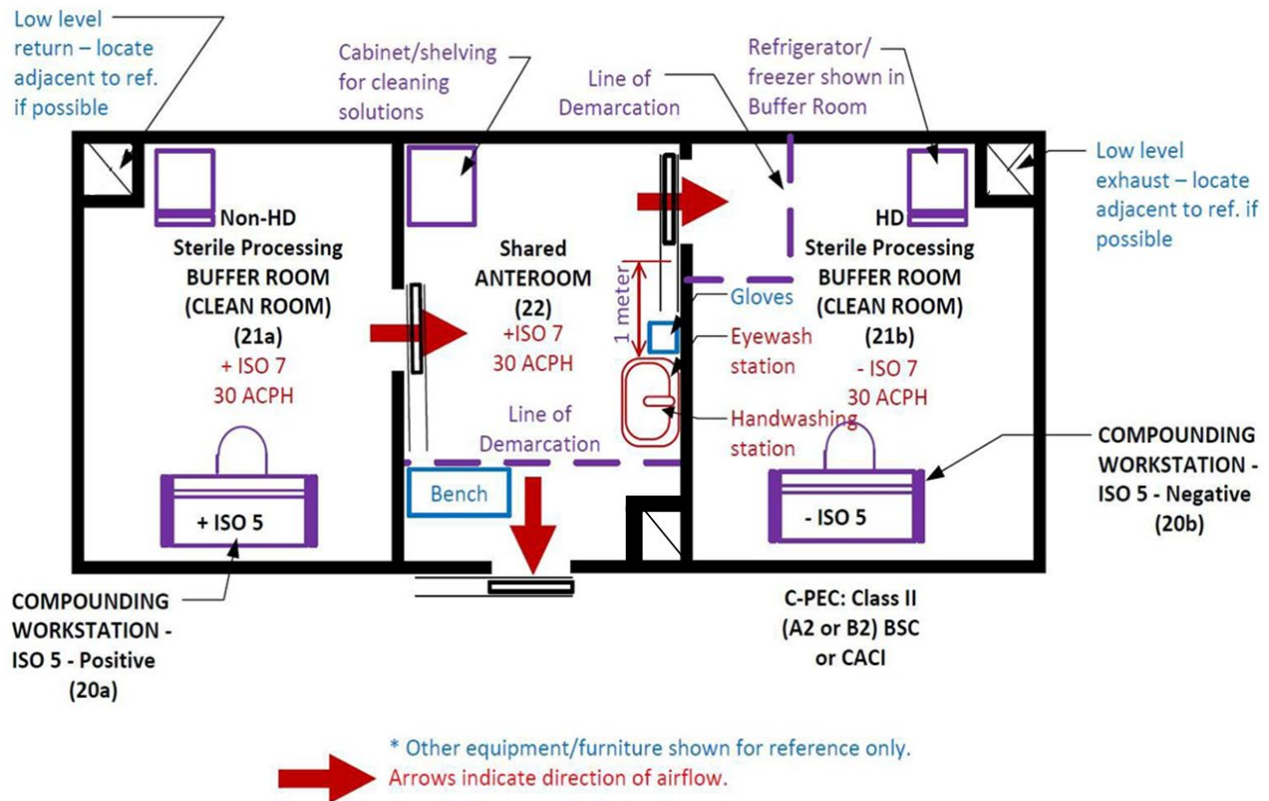 Low level
return – locate
adjacent to ref.
if possible
Cabinet/shelving
for cleaning
solutions
Line of
Demarcation
Refrigerator/
freezer shown in
Buffer Room
Low level
exhaust – locate
adjacent to ref. if
possible
Non-HD
Sterile Processing
BUFFER ROOM
(CLEAN ROOM)
(21a)
+ ISO 7
30 ACPH
Shared
ANTEROOM
(22)
+ISO 7
30 ACPH
1 meter
HD
Sterile Processing
BUFFER ROOM
(CLEAN ROOM)
(21b)
- ISO 7
30 ACPH
Gloves
Eyewash
station
Handwashing
station
Line of
Demarcation
Bench
+ ISO 5
- ISO 5
COMPOUNDING
WORKSTATION -
ISO 5 - Negative
(20b)
COMPOUNDING
WORKSTATION -
ISO 5 - Positive
(20a)
C-PEC: Class II
(A2 or B2) BSC
or CACI
* Other equipment/furniture shown for reference only.
Arrows indicate direction of airflow.